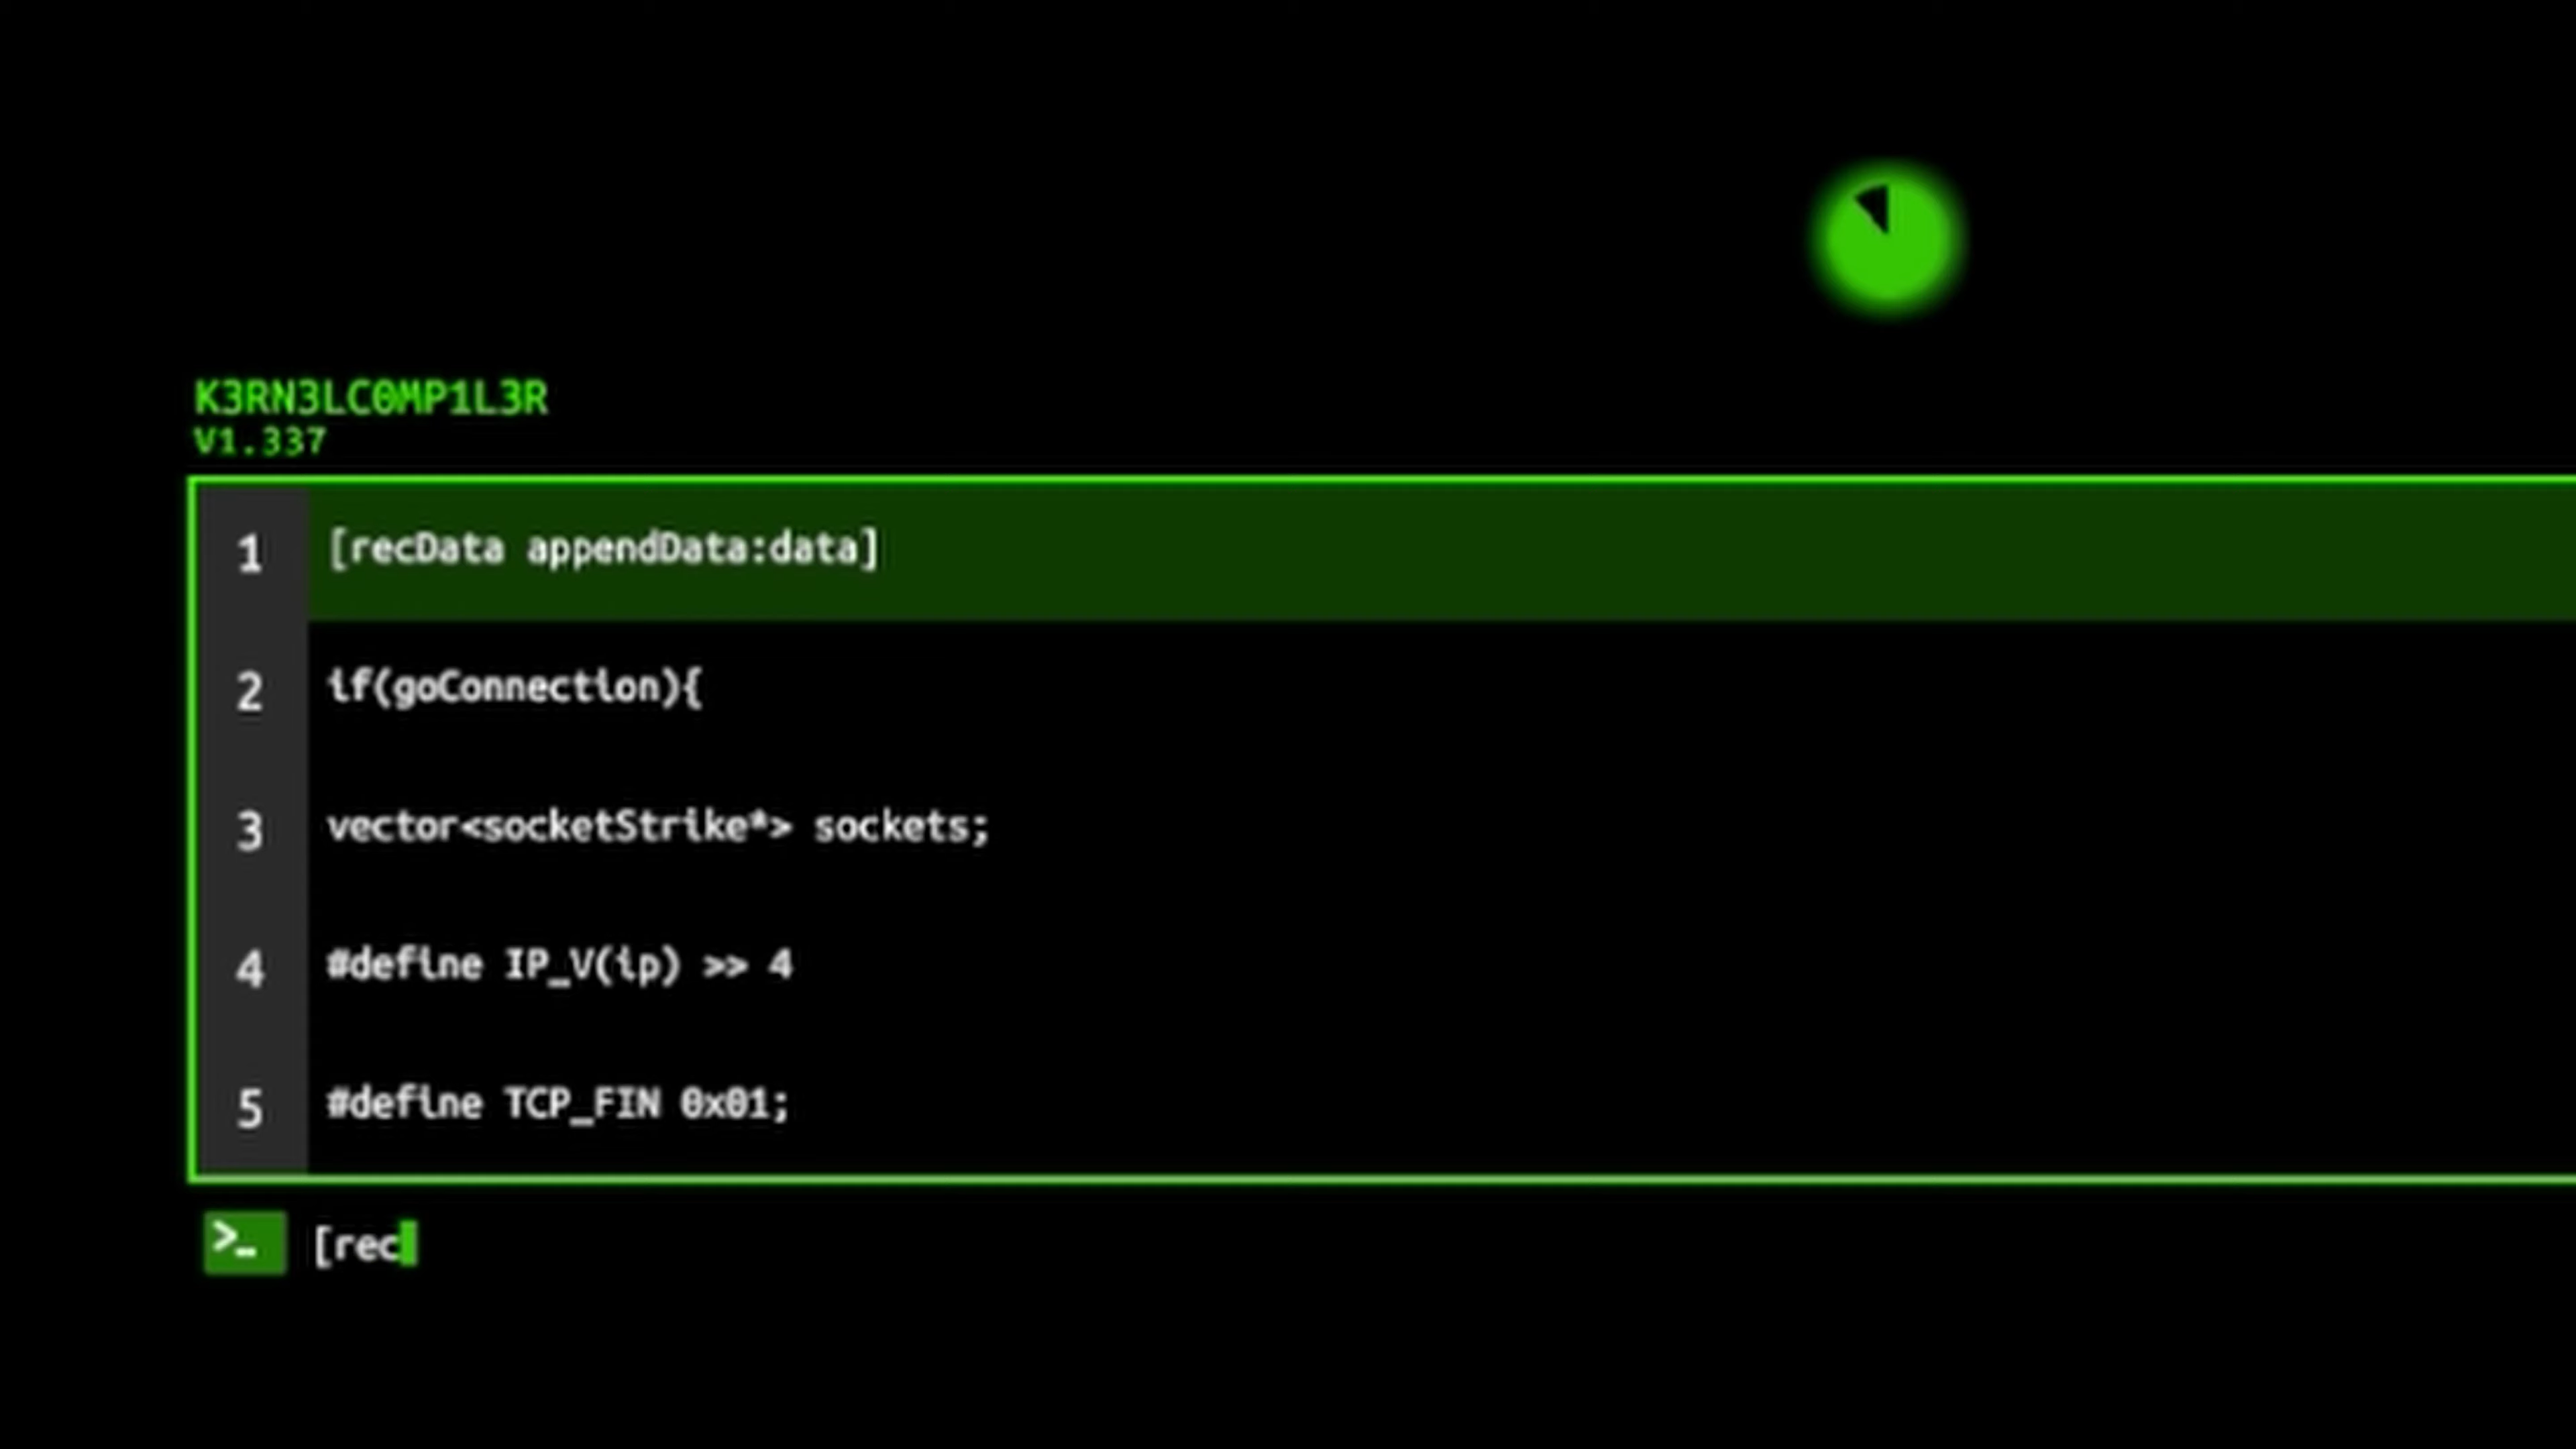 K3RN3LC0MP1L3R
V1.337
1 [recData appendData:data]
2 if(goConnection){
3 vector<socketStrike*> sockets;
4 #define IP_V(ip) >> 4
5 #define TCP_FIN 0x01;
>_ [rec